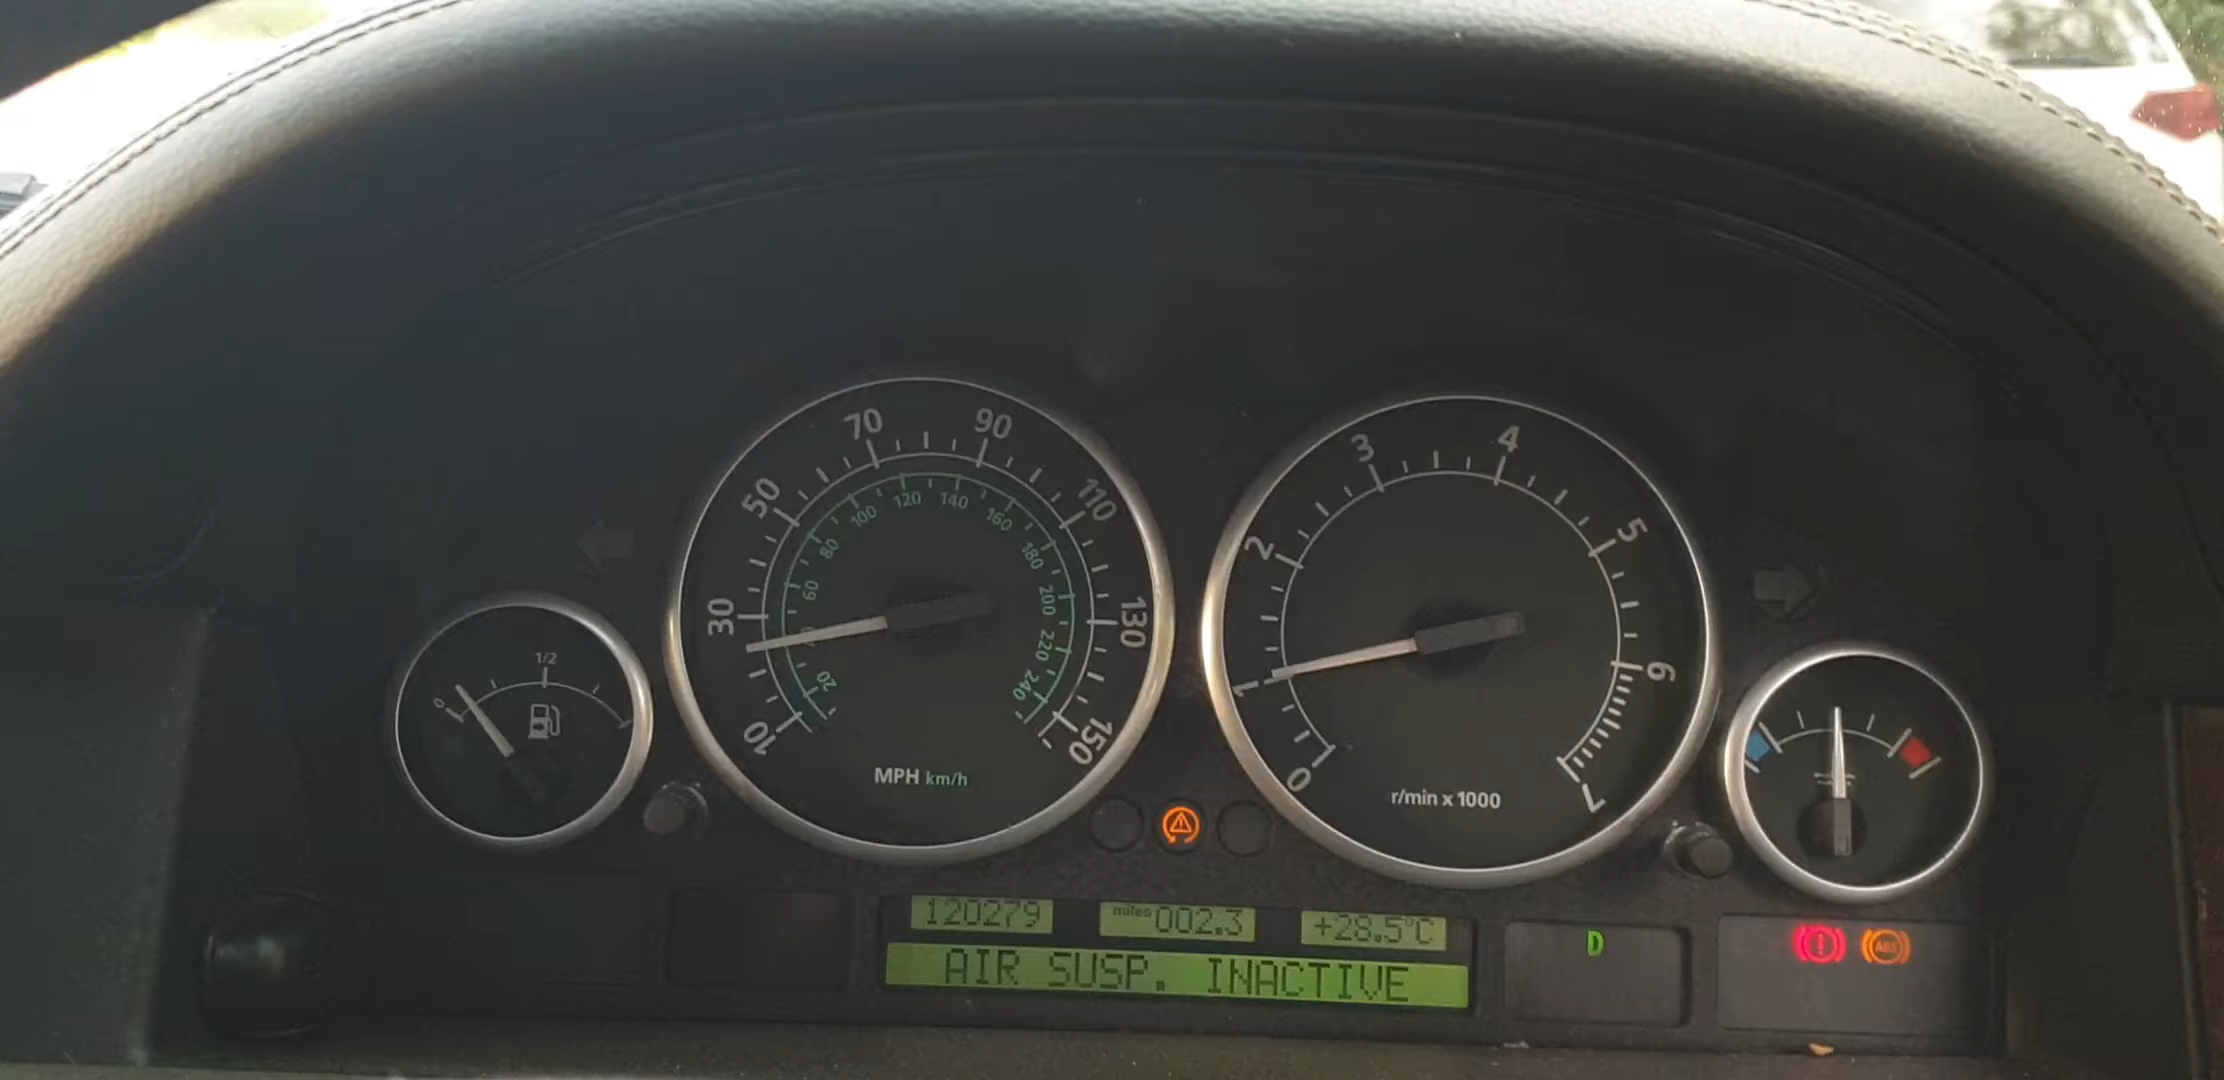 70 90
50 110
30 130
10 150
120 140
100 160
80 180
60 200
220
20 240
MPH km/h
3 4
2 5
1 6
0 7
r/min x 1000
0 1/2
120279 miles 002.3 +28.5°C
AIR SUSP. INACTIVE
D
ABS